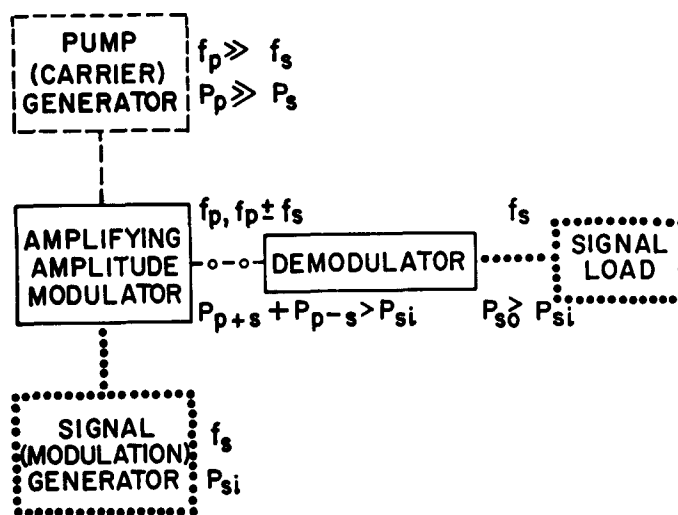 PUMP
(CARRIER)
GENERATOR
fp ≫ fs
Pp ≫ Ps
AMPLIFYING
AMPLITUDE
MODULATOR
fp, fp ± fs
Pp+s + Pp−s > Psi
DEMODULATOR
fs
Pso > Psi
SIGNAL
LOAD
SIGNAL
(MODULATION)
GENERATOR
fs
Psi